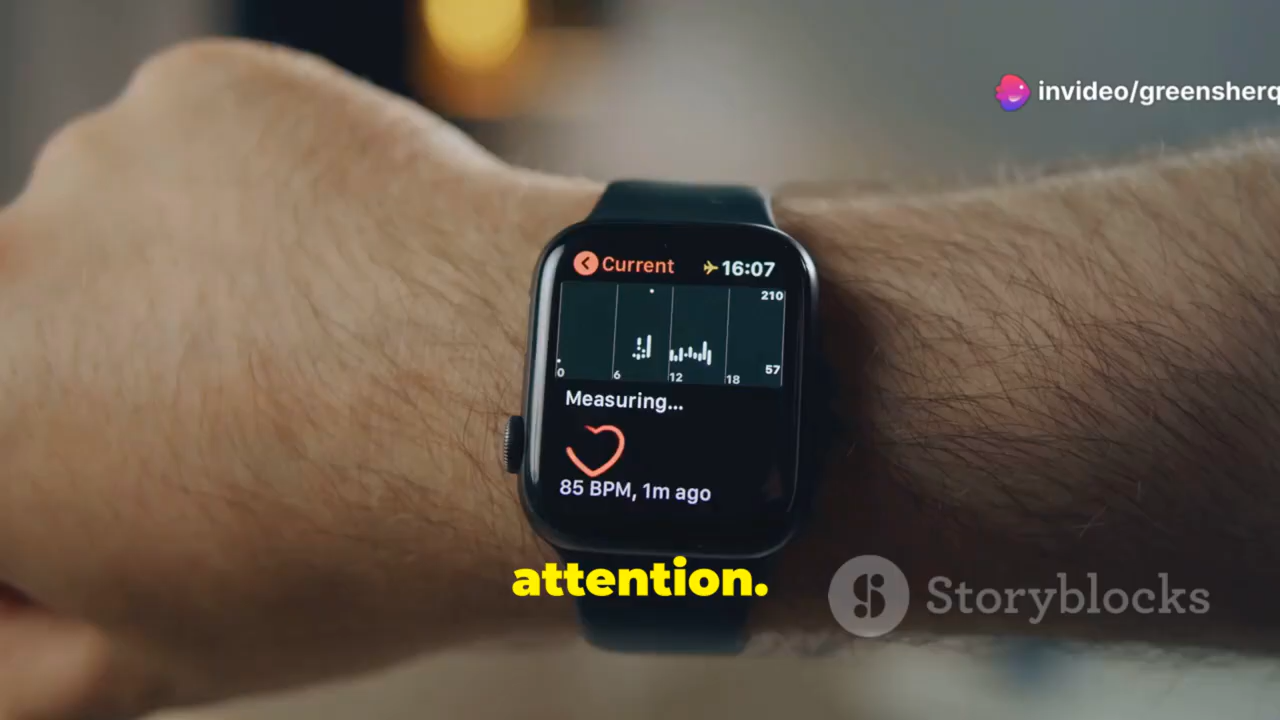 invideo/greensherq
Current 16:07
210
57
0 6 12 18
Measuring...
85 BPM, 1m ago
attention.
Storyblocks